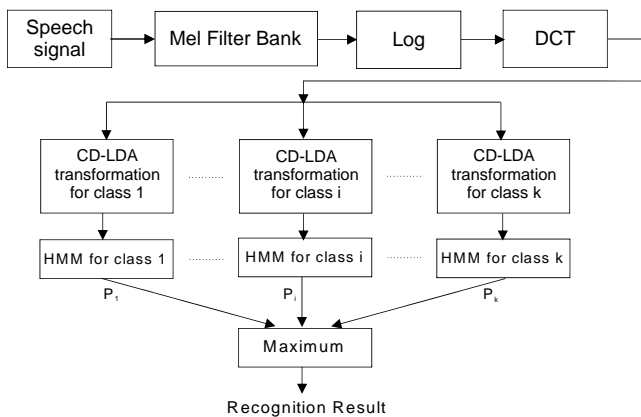 Speech
signal
Mel Filter Bank
Log
DCT
CD-LDA
transformation
for class 1
CD-LDA
transformation
for class i
CD-LDA
transformation
for class k
HMM for class 1
HMM for class i
HMM for class k
P1
Pi
Pk
Maximum
Recognition Result